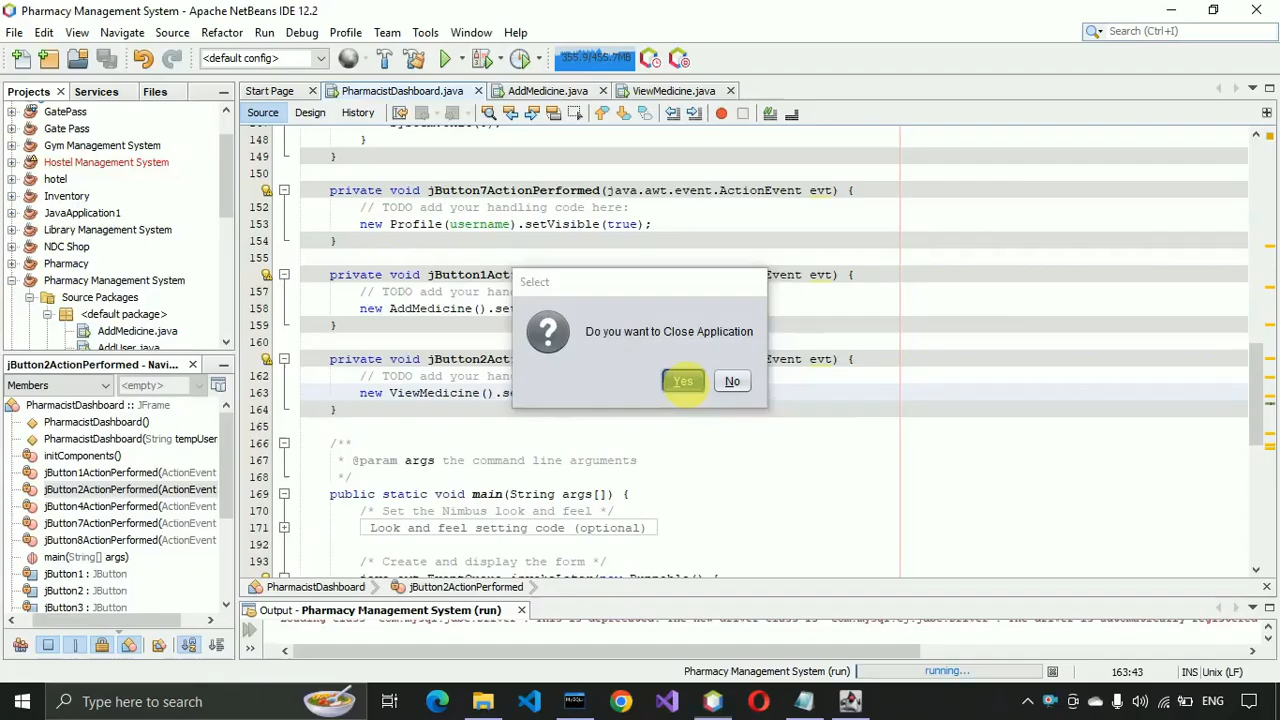 Pharmacy Management System - Apache NetBeans IDE 12.2
File Edit View Navigate Source Refactor Run Debug Profile Team Tools Window Help
Search (Ctrl+I)
<default config>
355.9/455.7MB
Projects Services Files
Start Page PharmacistDashboard.java AddMedicine.java ViewMedicine.java
Source Design History
GatePass
Gate Pass
Gym Management System
Hostel Management System
hotel
Inventory
JavaApplication1
Library Management System
NDC Shop
Pharmacy
Pharmacy Management System
Source Packages
<default package>
AddMedicine.java
AddUser.java
148 }
149 }
150
private void jButton7ActionPerformed(java.awt.event.ActionEvent evt) {
152 // TODO add your handling code here:
153 new Profile(username).setVisible(true);
154 }
155
private void jButton1Act
Event evt) {
157 // TODO add your han
158 new AddMedicine().se
159 }
160
private void jButton2Act
Event evt) {
162 // TODO add your han
163 new ViewMedicine().s
164 }
165
166 /**
167 * @param args the command line arguments
168 */
169 public static void main(String args[]) {
170 /* Set the Nimbus look and feel */
171 Look and feel setting code (optional)
192
193 /* Create and display the form */
Select
Do you want to Close Application
Yes No
jButton2ActionPerformed - Navi...
Members <empty>
PharmacistDashboard :: JFrame
PharmacistDashboard()
PharmacistDashboard(String tempUser
initComponents()
jButton1ActionPerformed(ActionEvent
jButton2ActionPerformed(ActionEvent
jButton4ActionPerformed(ActionEvent
jButton7ActionPerformed(ActionEvent
jButton8ActionPerformed(ActionEvent
main(String[] args)
jButton1 : JButton
jButton2 : JButton
jButton3 : JButton
PharmacistDashboard jButton2ActionPerformed
Output - Pharmacy Management System (run)
Pharmacy Management System (run) running... 163:43 INS Unix (LF)
Type here to search
ENG